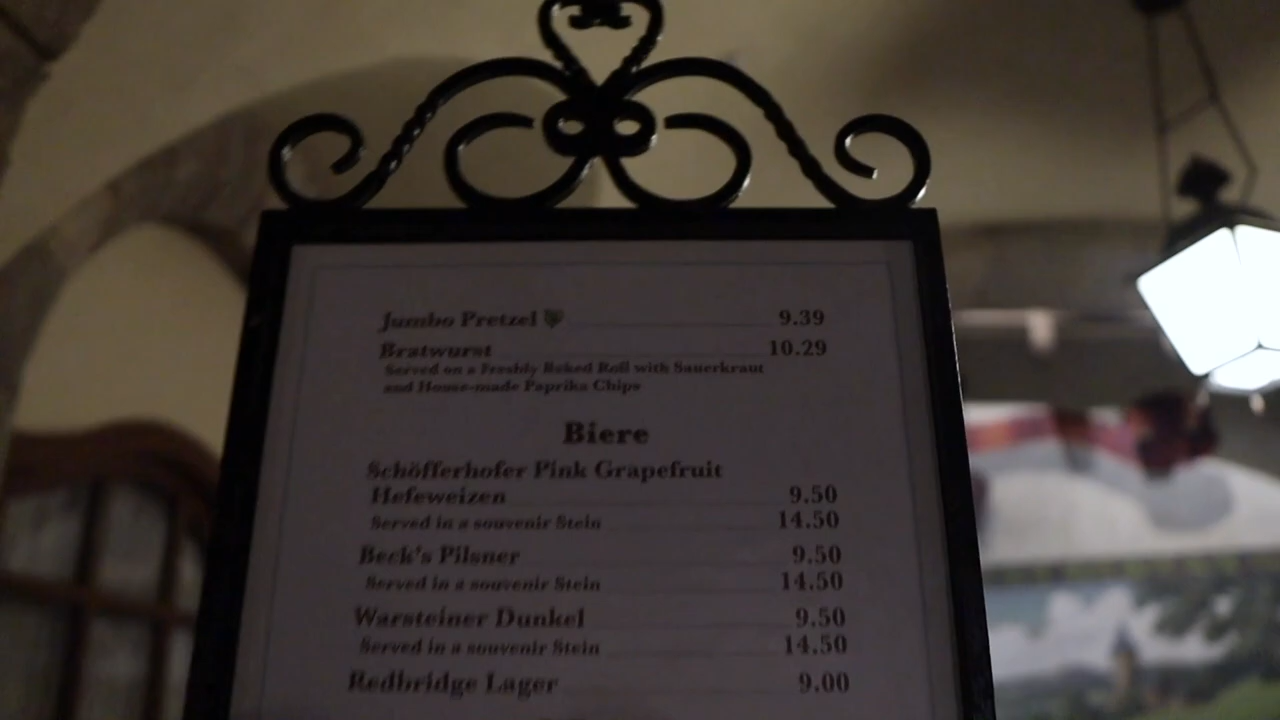 Jumbo Pretzel 9.39
Bratwurst 10.29
Served on a Freshly Baked Roll with Sauerkraut
and House-made Paprika Chips
Biere
Schöfferhofer Pink Grapefruit
Hefeweizen 9.50
Served in a souvenir Stein 14.50
Beck's Pilsner 9.50
Served in a souvenir Stein 14.50
Warsteiner Dunkel 9.50
Served in a souvenir Stein 14.50
Redbridge Lager 9.00